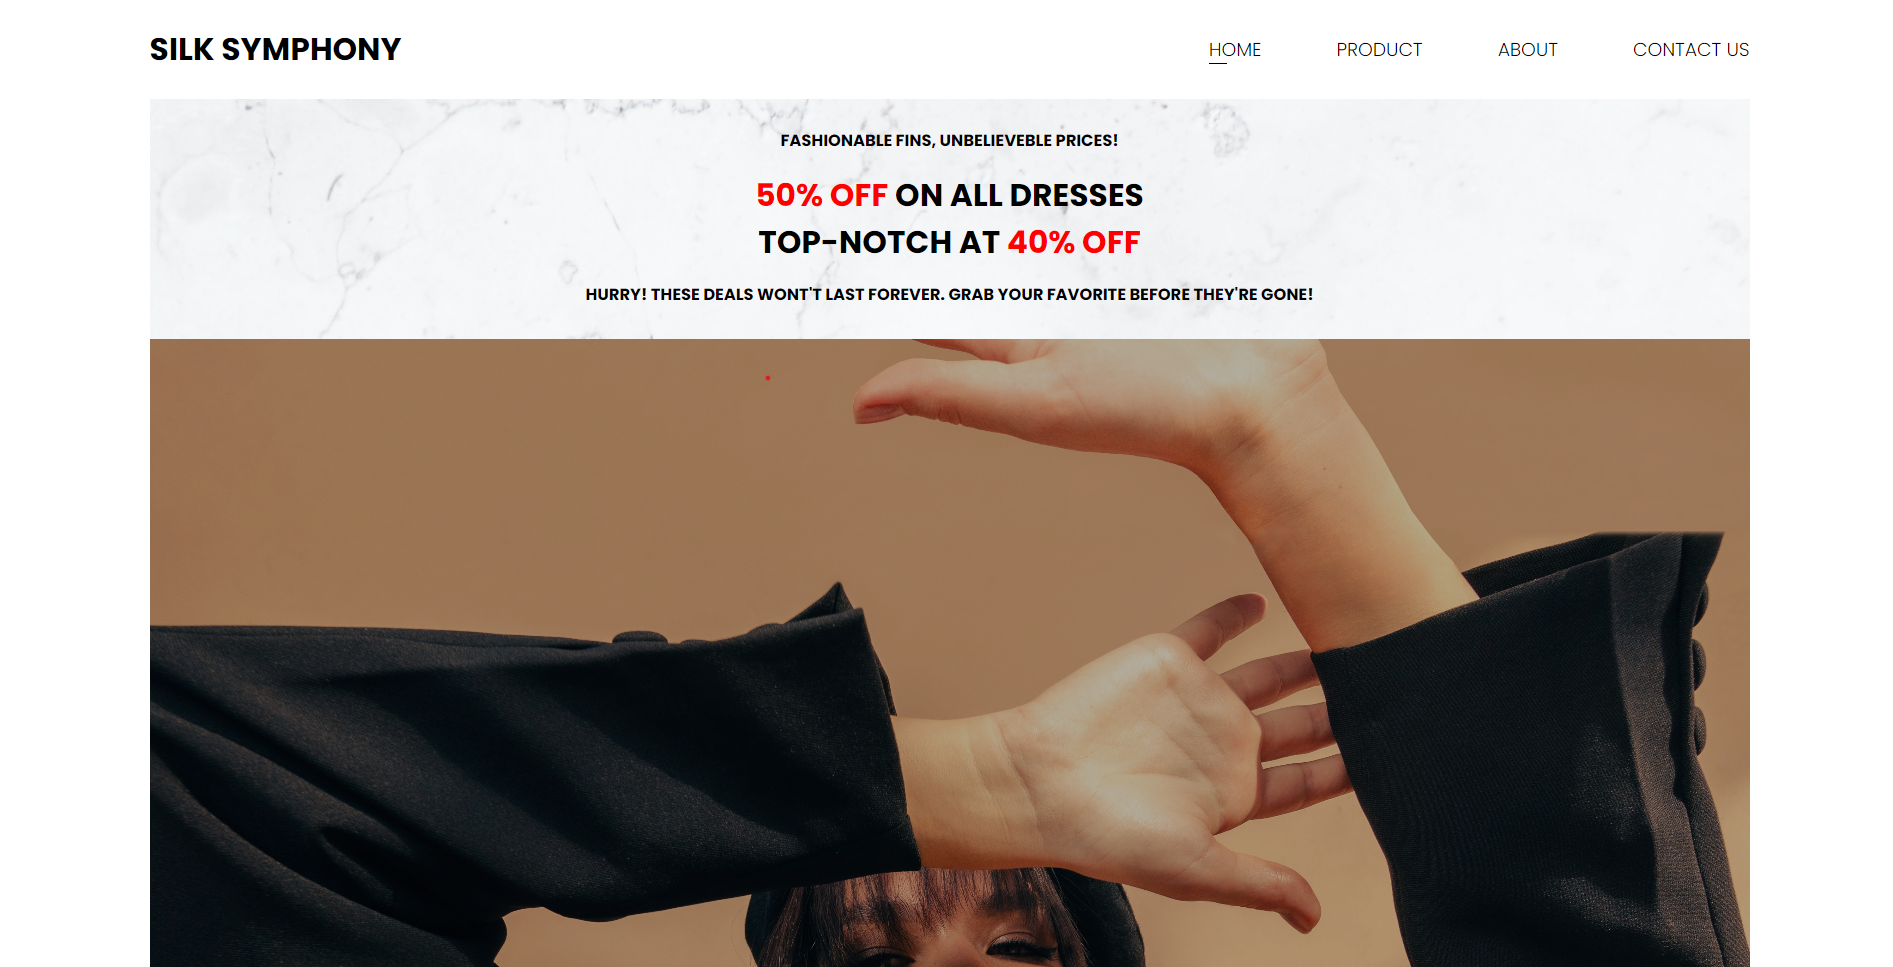 SILK SYMPHONY
HOME PRODUCT ABOUT CONTACT US
FASHIONABLE FINS, UNBELIEVEBLE PRICES!
50% OFF ON ALL DRESSES
TOP-NOTCH AT 40% OFF
HURRY! THESE DEALS WONT'T LAST FOREVER. GRAB YOUR FAVORITE BEFORE THEY'RE GONE!